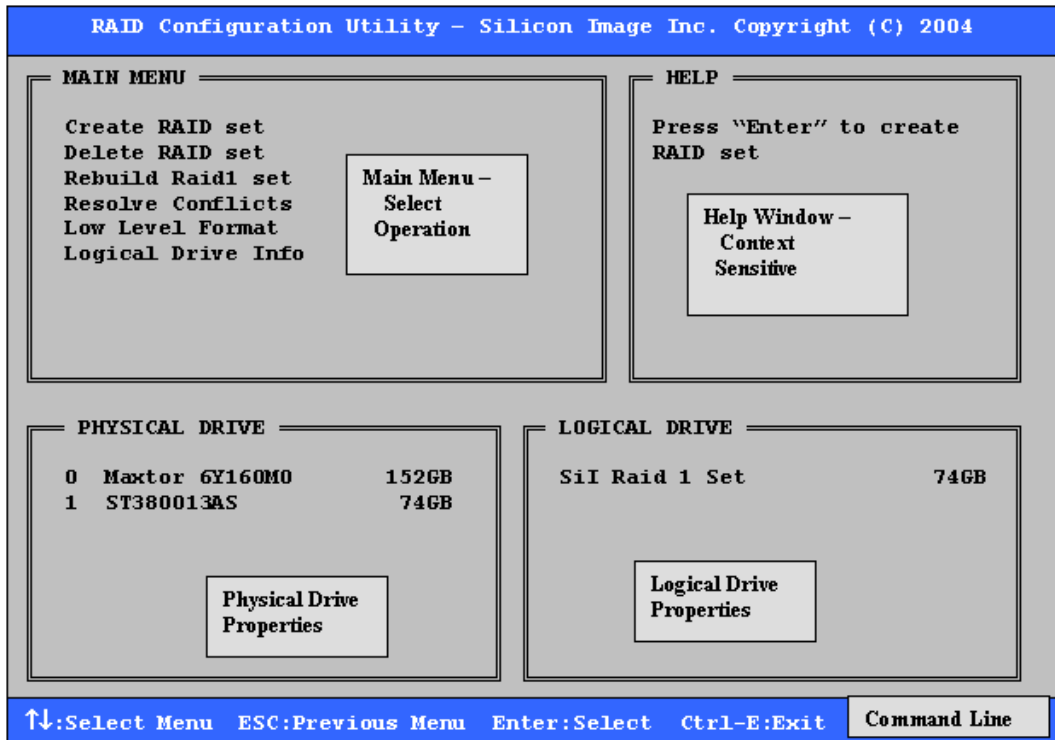 RAID Configuration Utility – Silicon Image Inc. Copyright (C) 2004
MAIN MENU
Create RAID set
Delete RAID set
Rebuild Raid1 set
Resolve Conflicts
Low Level Format
Logical Drive Info
Main Menu –
Select
Operation
HELP
Press “Enter” to create
RAID set
Help Window –
Context
Sensitive
PHYSICAL DRIVE
0 Maxtor 6Y160M0 152GB
1 ST380013AS 74GB
Physical Drive
Properties
LOGICAL DRIVE
SiI Raid 1 Set 74GB
Logical Drive
Properties
↑↓:Select Menu ESC:Previous Menu Enter:Select Ctrl-E:Exit
Command Line